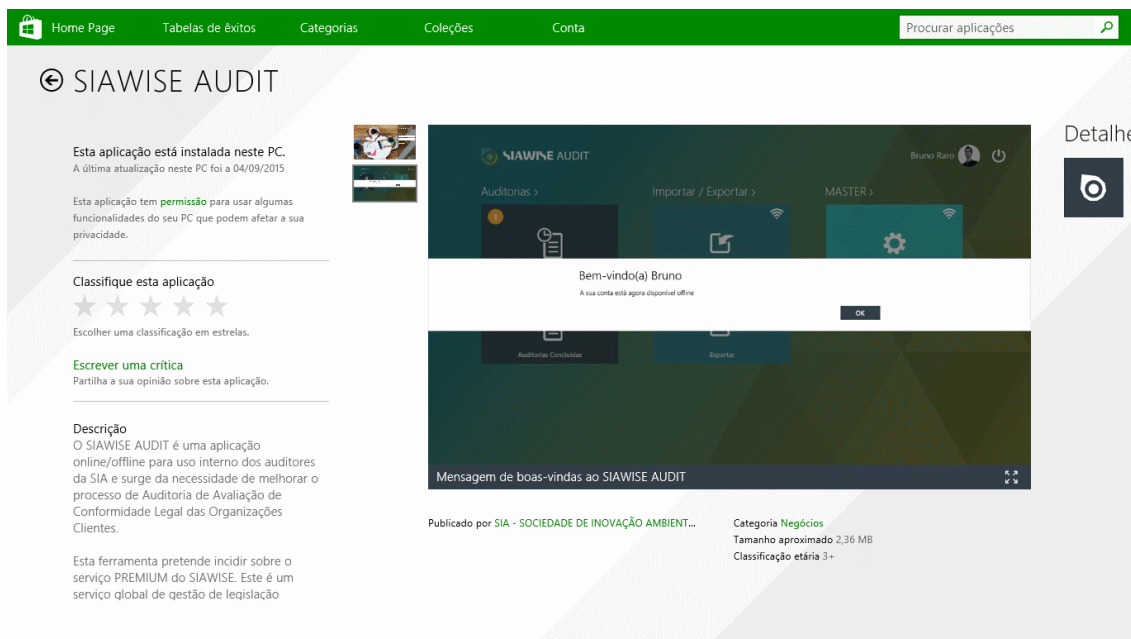 Home Page
Tabelas de êxitos
Categorias
Coleções
Conta
Procurar aplicações
SIAWISE AUDIT
Esta aplicação está instalada neste PC.
A última atualização neste PC foi a 04/09/2015
Esta aplicação tem permissão para usar algumas
funcionalidades do seu PC que podem afetar a sua
privacidade.
Classifique esta aplicação
Escolher uma classificação em estrelas.
Escrever uma crítica
Partilha a sua opinião sobre esta aplicação.
Descrição
O SIAWISE AUDIT é uma aplicação
online/offline para uso interno dos auditores
da SIA e surge da necessidade de melhorar o
processo de Auditoria de Avaliação de
Conformidade Legal das Organizações
Clientes.
Esta ferramenta pretende incidir sobre o
serviço PREMIUM do SIAWISE. Este é um
serviço global de gestão de legislação
SIAWISE AUDIT
Bruno Raro
Auditorias >
Importar / Exportar >
MASTER >
1
Bem-vindo(a) Bruno
A sua conta está agora disponível offline
OK
Auditorias Concluídas
Exportar
Mensagem de boas-vindas ao SIAWISE AUDIT
Publicado por SIA - SOCIEDADE DE INOVAÇÃO AMBIENT...
Categoria Negócios
Tamanho aproximado 2,36 MB
Classificação etária 3+
Detalhe